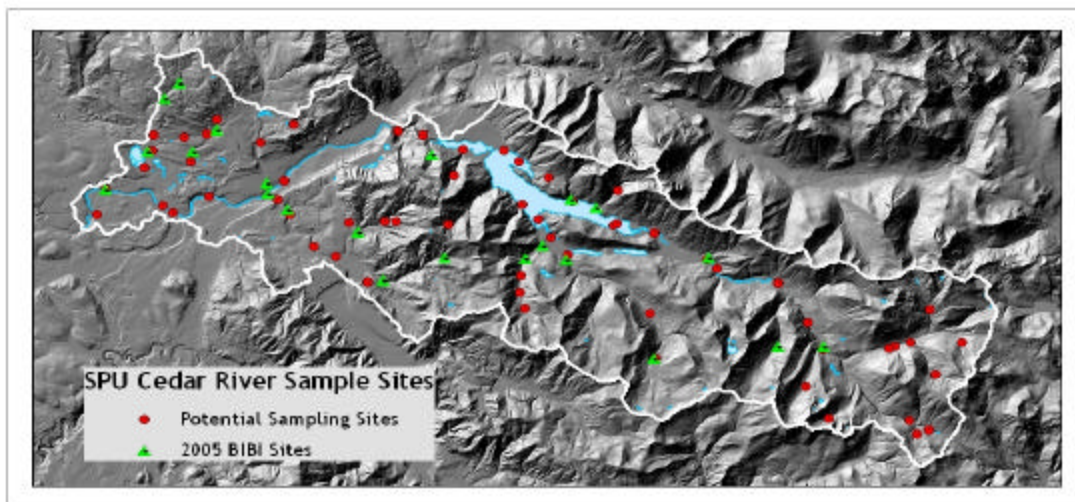 SPU Cedar River Sample Sites
Potential Sampling Sites
2005 BIBI Sites